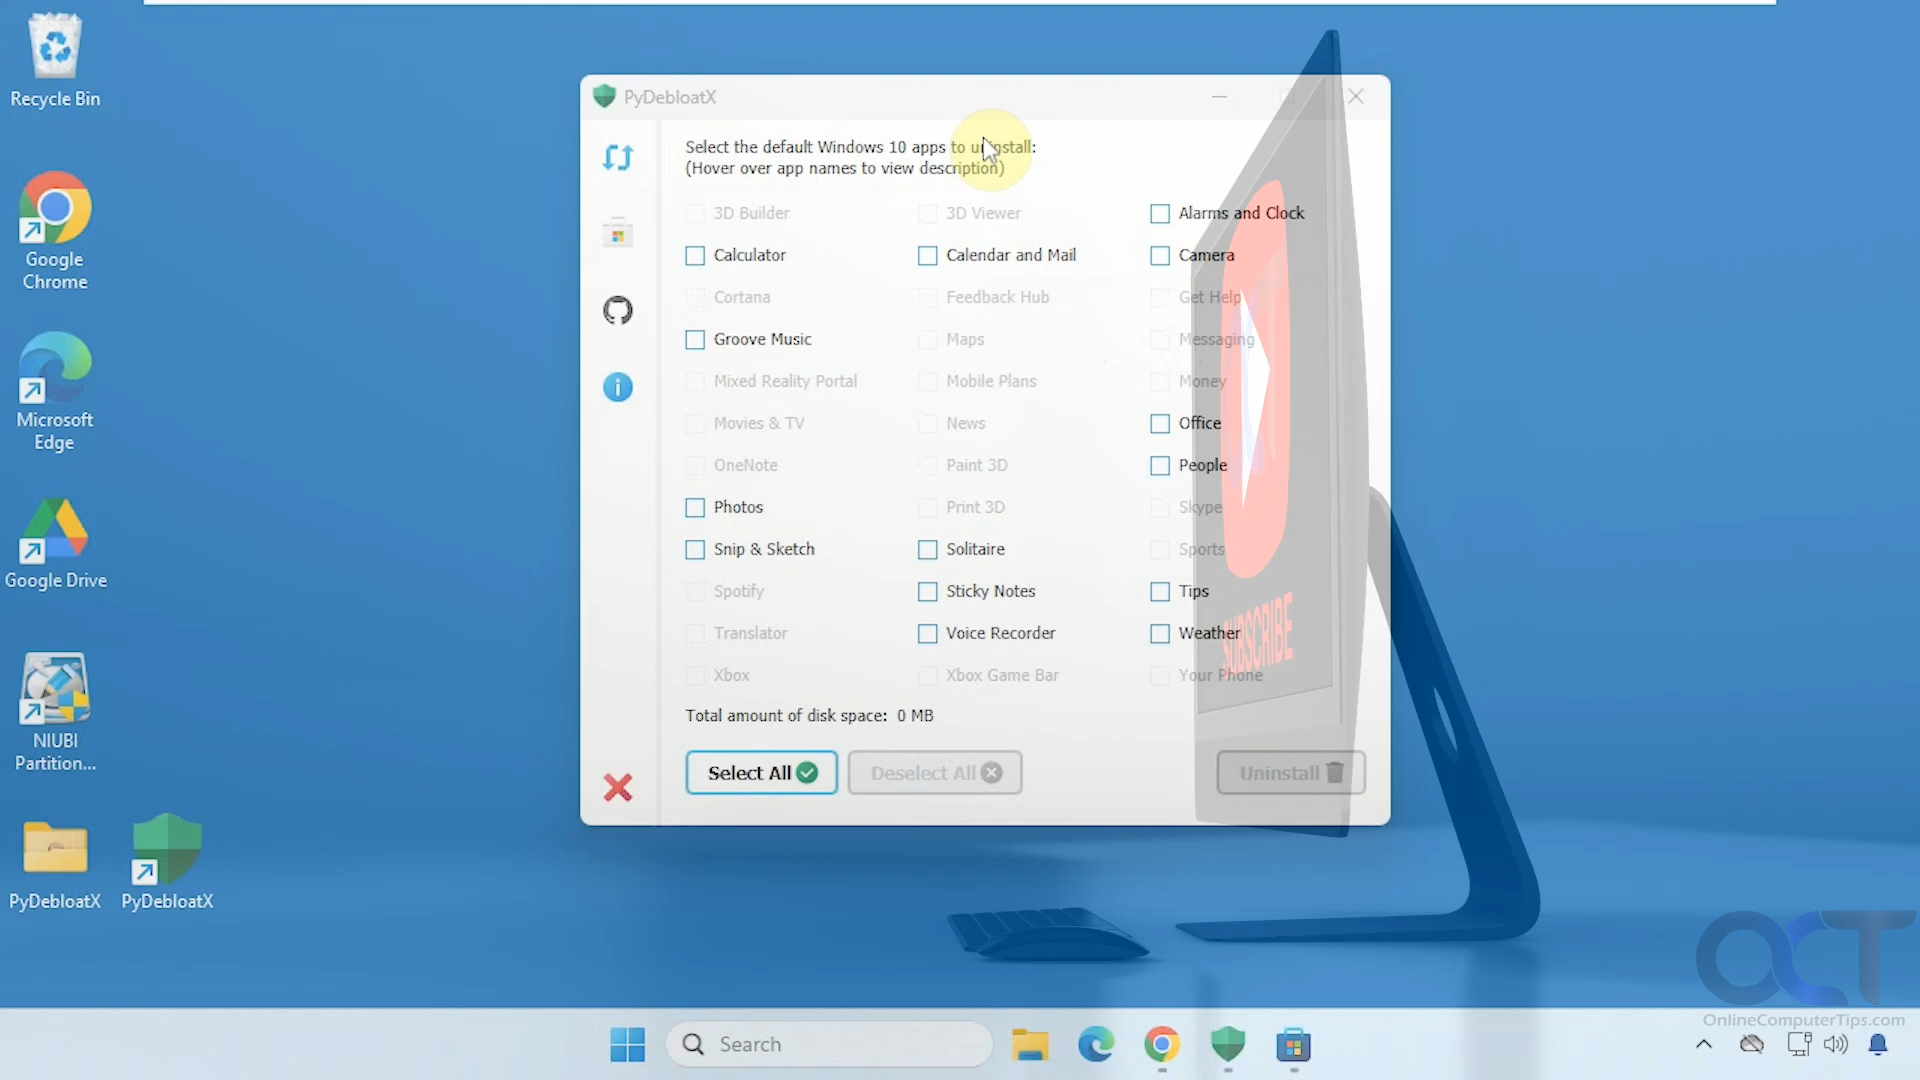 Recycle Bin
Google
Chrome
Microsoft
Edge
Google Drive
NIUBI
Partition...
PyDebloatX
PyDebloatX
PyDebloatX
Select the default Windows 10 apps to uninstall:
(Hover over app names to view description)
3D Builder
3D Viewer
Alarms and Clock
Calculator
Calendar and Mail
Camera
Cortana
Feedback Hub
Get Help
Groove Music
Maps
Messaging
Mixed Reality Portal
Mobile Plans
Money
Movies & TV
News
Office
OneNote
Paint 3D
People
Photos
Print 3D
Skype
Snip & Sketch
Solitaire
Sports
Spotify
Sticky Notes
Tips
Translator
Voice Recorder
Weather
Xbox
Xbox Game Bar
Your Phone
SUBSCRIBE
Total amount of disk space: 0 MB
Select All
Deselect All
Uninstall
OCT
OnlineComputerTips.com
Search